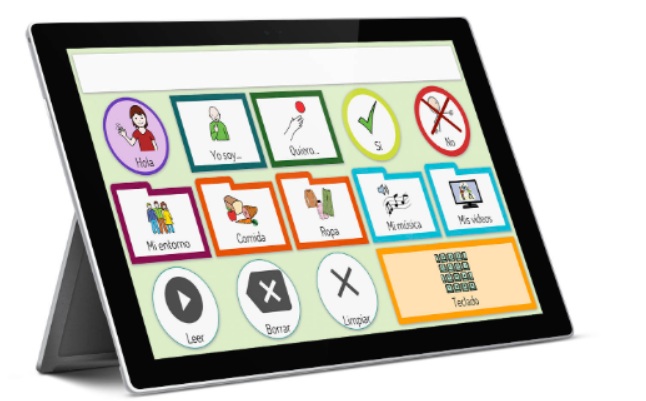 Hola
Yo soy...
Quiero...
Sí
No
Mi entorno
Comida
Ropa
Mi música
Mis vídeos
Leer
Borrar
Limpiar
Teclado